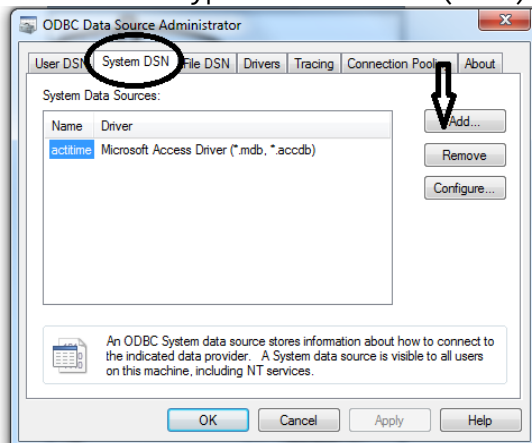 ODBC Data Source Administrator
User DSN System DSN File DSN Drivers Tracing Connection Pooling About
System Data Sources:
Name Driver
actitime Microsoft Access Driver (*.mdb, *.accdb)
Add...
Remove
Configure...
An ODBC System data source stores information about how to connect to
the indicated data provider. A System data source is visible to all users
on this machine, including NT services.
OK Cancel Apply Help